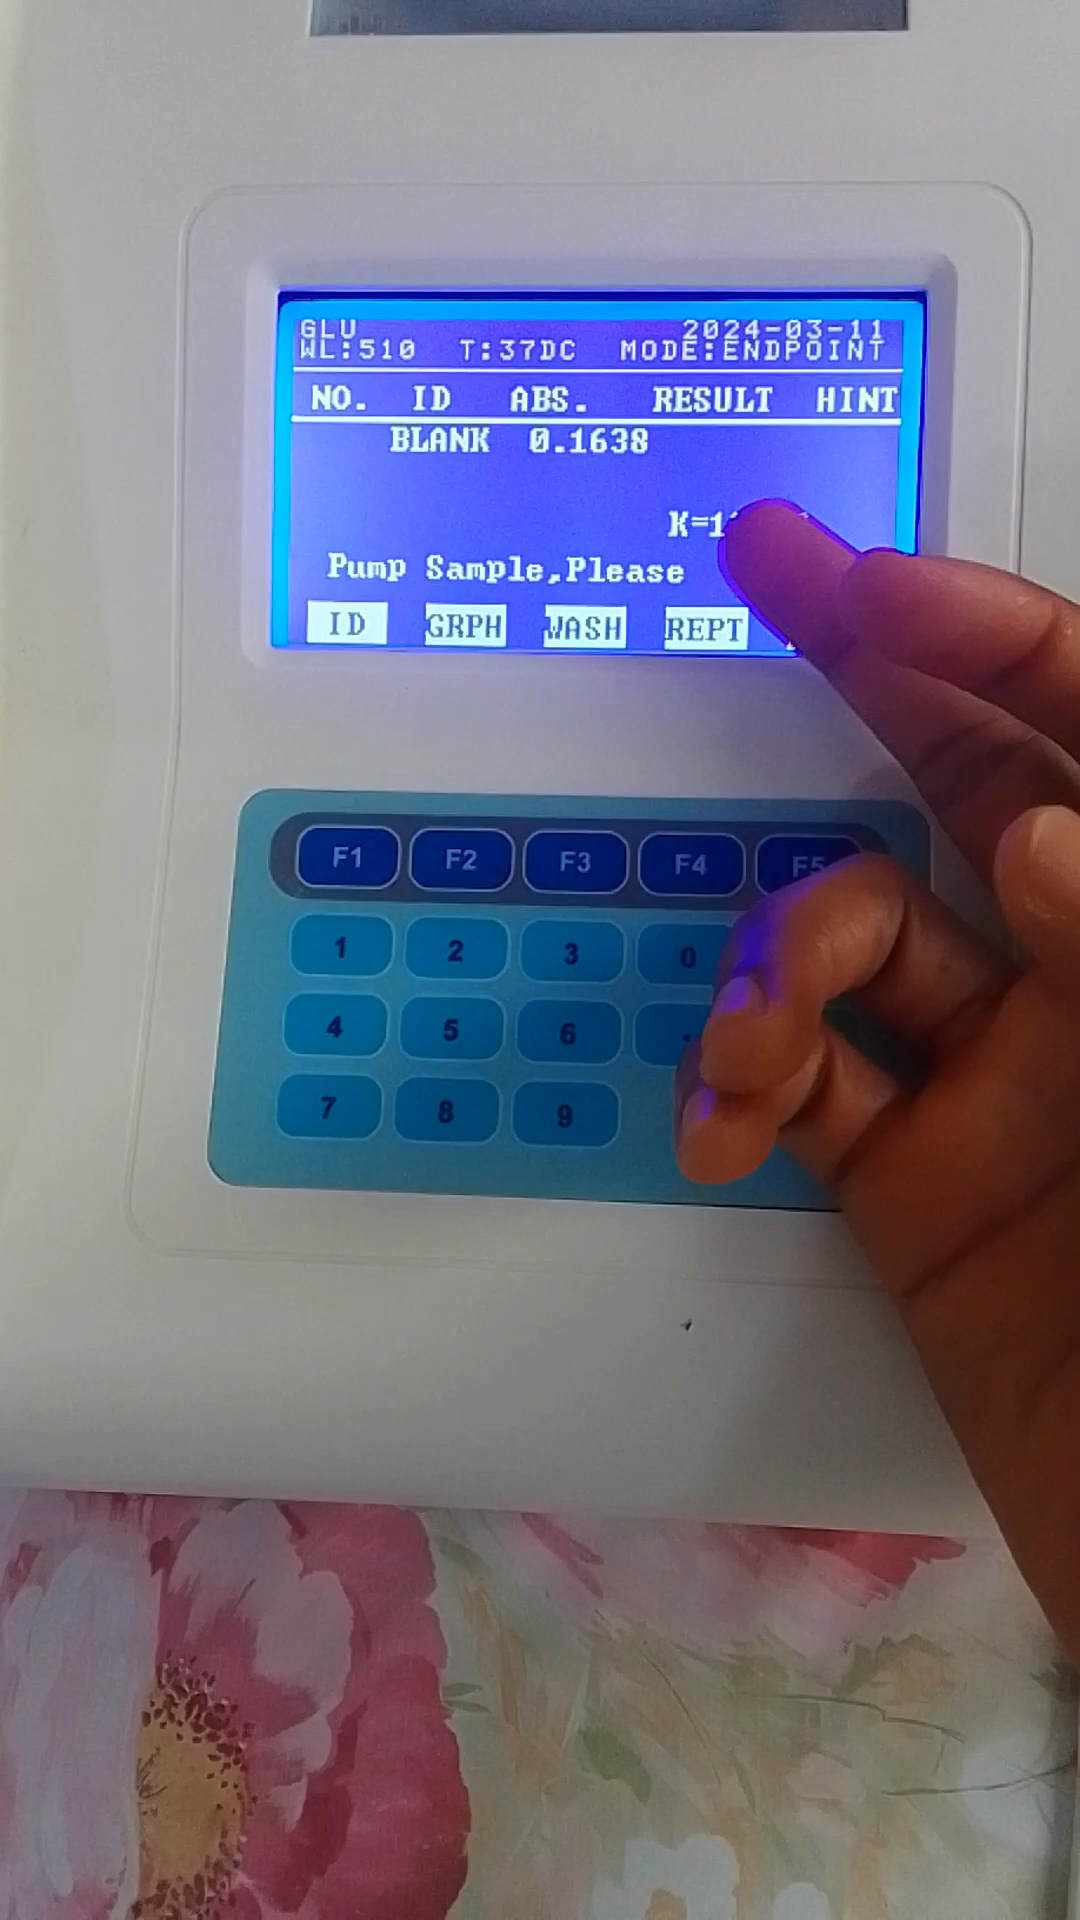 GLU 2024-03-11
WL:510 T:37DC MODE:ENDPOINT
NO. ID ABS. RESULT HINT
BLANK 0.1638
Pump Sample,Please
ID GRPH WASH REPT
F1 F2 F3 F4 F5
1 2 3 0
4 5 6 .
7 8 9